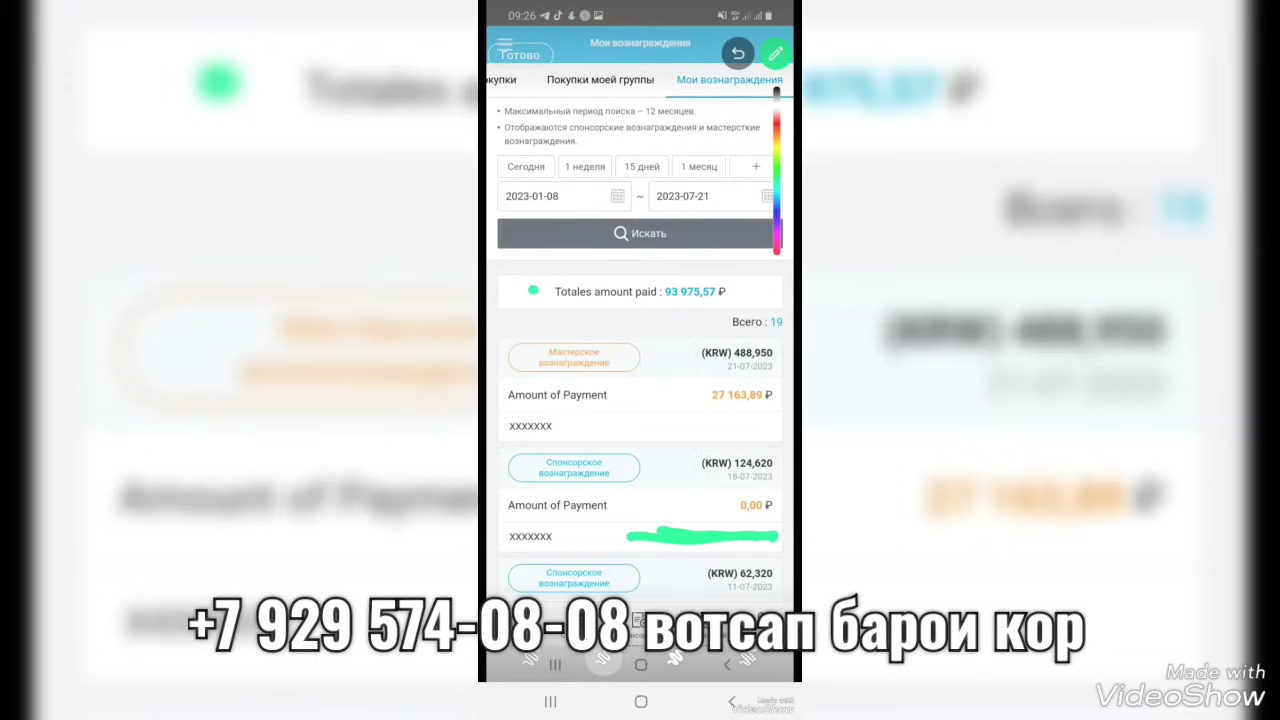 09:26
Мои вознаграждения
Готово
окупки
Покупки моей группы
Мои вознаграждения
• Максимальный период поиска – 12 месяцев.
• Отображаются спонсорские вознаграждения и мастерсткие
вознаграждения.
Сегодня
1 неделя
15 дней
1 месяц
+
2023-01-08
~
2023-07-21
Искать
Totales amount paid : 93 975,57 ₽
Всего : 19
Мастерское
вознаграждение
(KRW) 488,950
21-07-2023
Amount of Payment
27 163,89 ₽
XXXXXXX
Спонсорское
вознаграждение
(KRW) 124,620
18-07-2023
Amount of Payment
0,00 ₽
XXXXXXX
Спонсорское
вознаграждение
(KRW) 62,320
11-07-2023
+7 929 574-08-08 вотсап барои кор
Made with
VideoShow
Made with
VideoShow